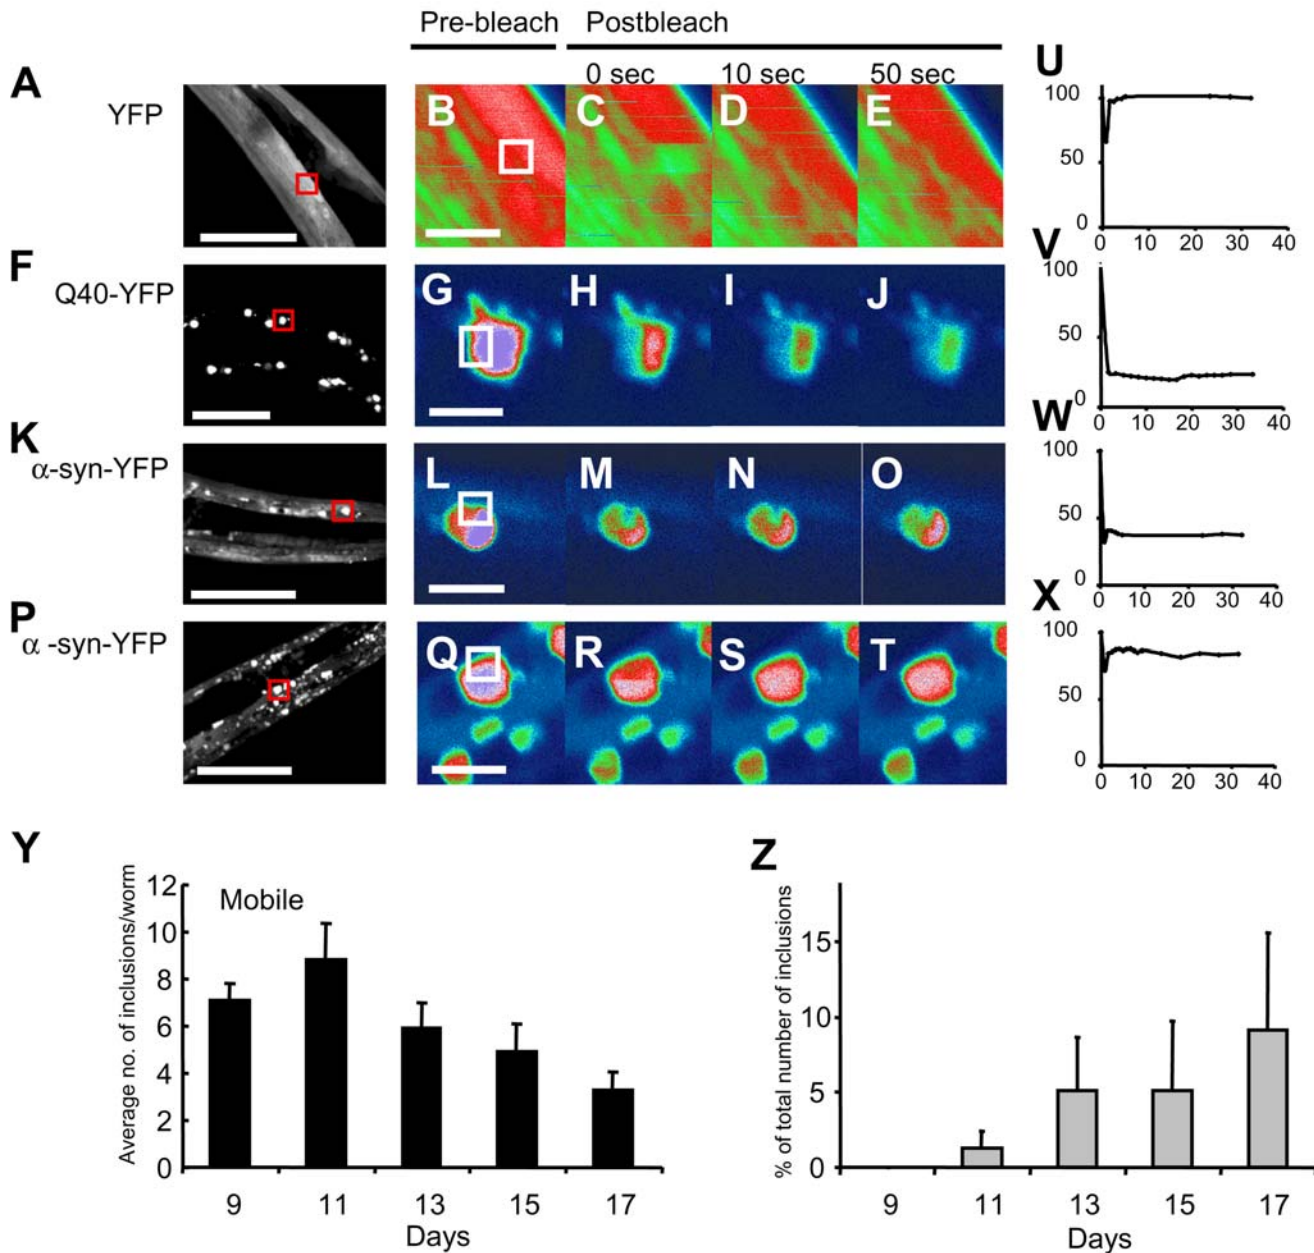 Pre-bleach Postbleach
0 sec 10 sec 50 sec
A YFP B C D E U
100
50
0
0 10 20 30 40
F Q40-YFP G H I J V
100
50
0
0 10 20 30 40
K α-syn-YFP L M N O W
100
50
0
0 10 20 30 40
P α -syn-YFP Q R S T X
100
50
0
0 10 20 30 40
Y
Mobile
Average no. of inclusions/worm
12
10
8
6
4
2
0
9 11 13 15 17
Days
Z
% of total number of inclusions
15
10
5
0
9 11 13 15 17
Days